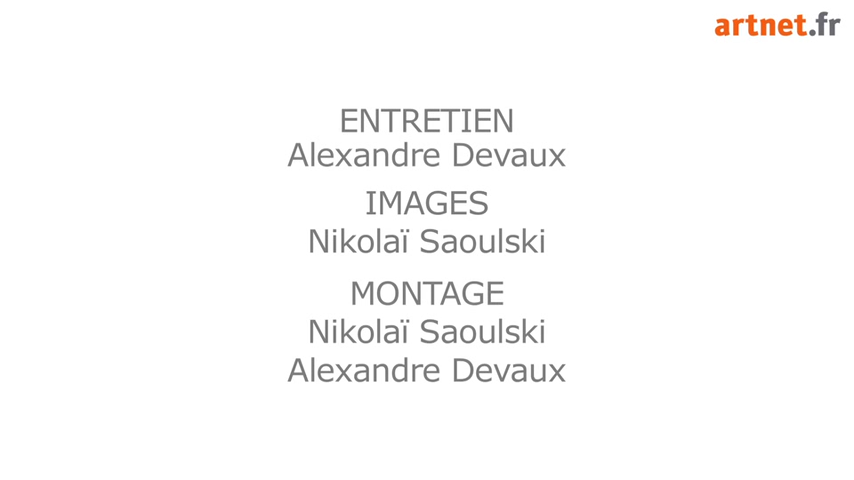 artnet.fr
ENTRETIEN
Alexandre Devaux
IMAGES
Nikolaï Saoulski
MONTAGE
Nikolaï Saoulski
Alexandre Devaux